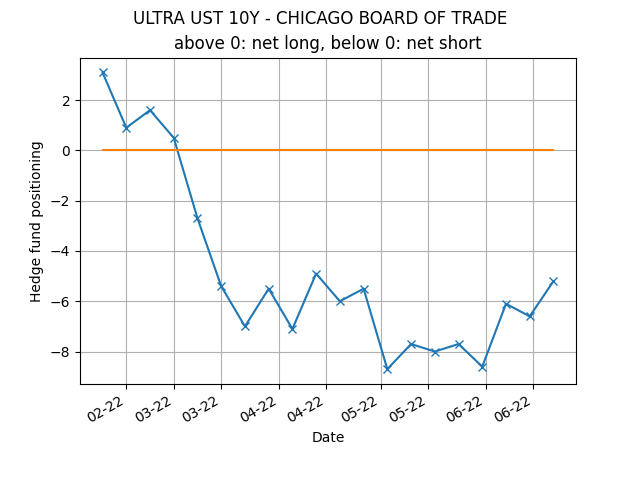 ULTRA UST 10Y - CHICAGO BOARD OF TRADE
above 0: net long, below 0: net short
Hedge fund positioning
2
0
−2
−4
−6
−8
02-22 03-22 03-22 04-22 04-22 05-22 05-22 06-22 06-22
Date